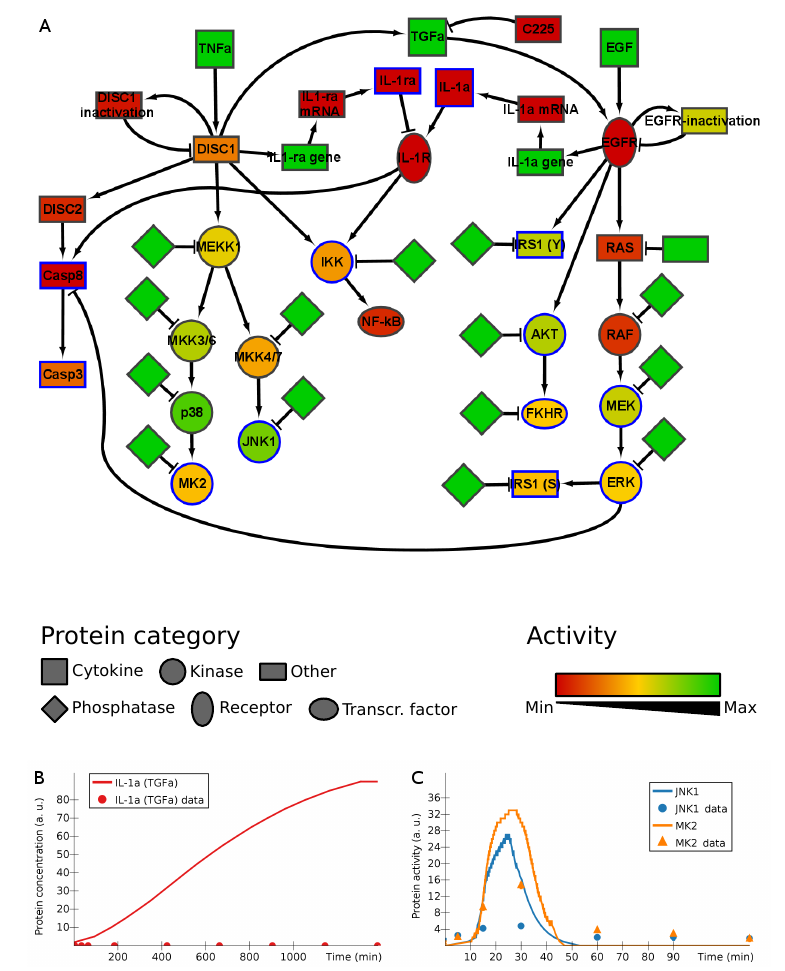 A
TNFa
TGFa
C225
EGF
DISC1
inactivation
IL1-ra
mRNA
IL-1ra
IL-1a
IL-1a mRNA
EGFR-inactivation
DISC1
IL1-ra gene
IL-1R
IL-1a gene
EGFR
DISC2
MEKK1
IKK
IRS1 (Y)
RAS
Casp8
NF-kB
MKK3/6
MKK4/7
AKT
RAF
Casp3
p38
JNK1
FKHR
MEK
MK2
IRS1 (S)
ERK
Protein category
Cytokine
Kinase
Other
Phosphatase
Receptor
Transcr. factor
Activity
Min
Max
B
IL-1a (TGFa)
IL-1a (TGFa) data
Protein concentration (a. u.)
80
70
60
50
40
30
20
10
200
400
600
800
1000
Time (min)
C
JNK1
JNK1 data
MK2
MK2 data
Protein activity (a. u.)
36
32
28
24
20
16
12
8
4
10
20
30
40
50
60
70
80
90
Time (min)